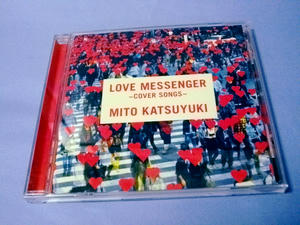 LOVE MESSENGER
~COVER SONGS~
MITO KATSUYUKI